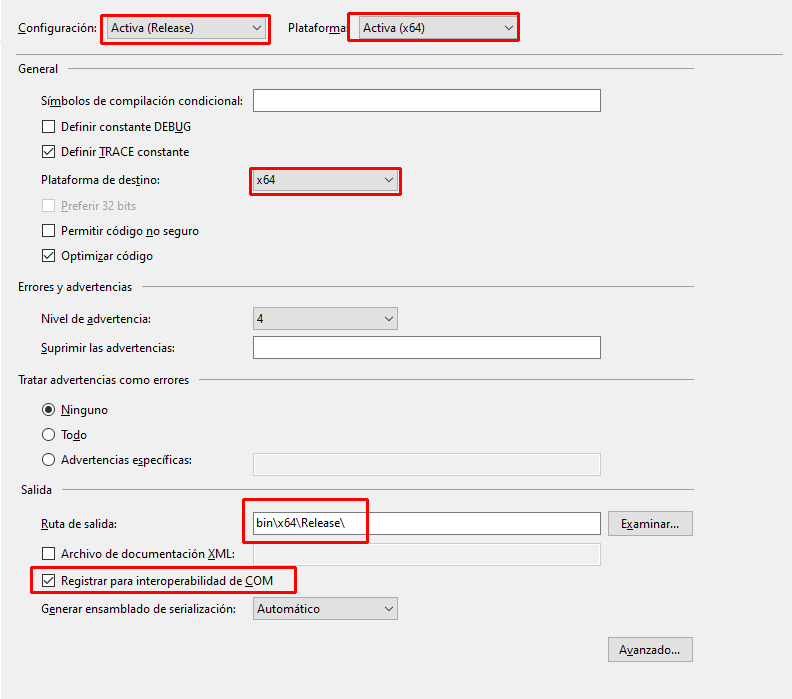 Configuración: Activa (Release) Plataforma: Activa (x64)
General
Símbolos de compilación condicional:
Definir constante DEBUG
Definir TRACE constante
Plataforma de destino: x64
Preferir 32 bits
Permitir código no seguro
Optimizar código
Errores y advertencias
Nivel de advertencia: 4
Suprimir las advertencias:
Tratar advertencias como errores
Ninguno
Todo
Advertencias específicas:
Salida
Ruta de salida: bin\x64\Release\ Examinar...
Archivo de documentación XML:
Registrar para interoperabilidad de COM
Generar ensamblado de serialización: Automático
Avanzado...